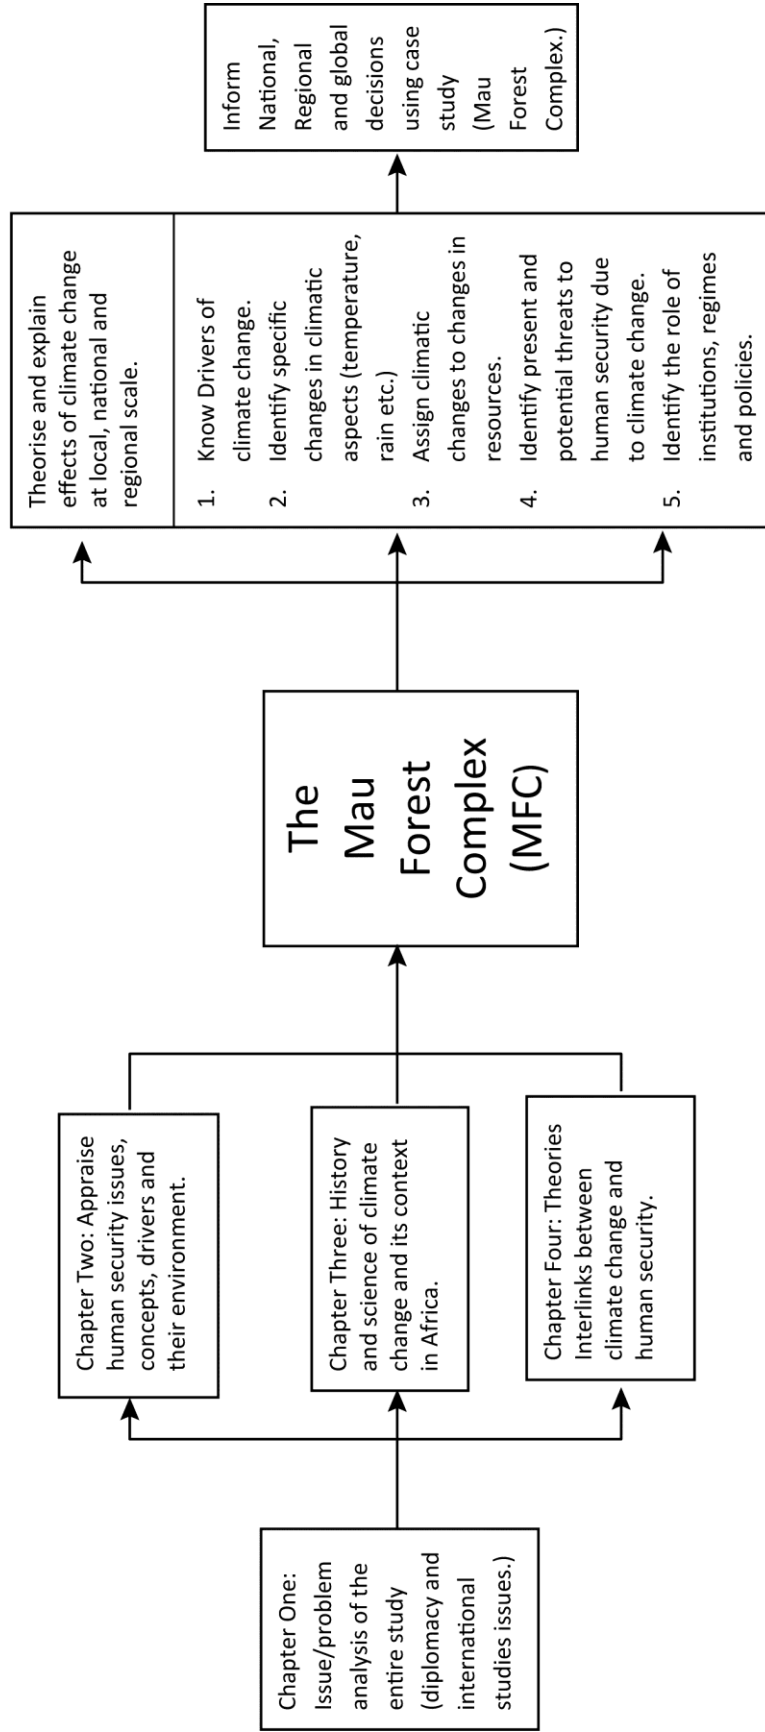 Chapter One:
Issue/problem
analysis of the
entire study
(diplomacy and
international
studies issues.)
Chapter Two: Appraise
human security issues,
concepts, drivers and
their environment.
Chapter Three: History
and science of climate
change and its context
in Africa.
Chapter Four: Theories
Interlinks between
climate change and
human security.
The
Mau
Forest
Complex
(MFC)
Theorise and explain
effects of climate change
at local, national and
regional scale.
1. Know Drivers of
climate change.
2. Identify specific
changes in climatic
aspects (temperature,
rain etc.)
3. Assign climatic
changes to changes in
resources.
4. Identify present and
potential threats to
human security due
to climate change.
5. Identify the role of
institutions, regimes
and policies.
Inform
National,
Regional
and global
decisions
using case
study
(Mau
Forest
Complex.)